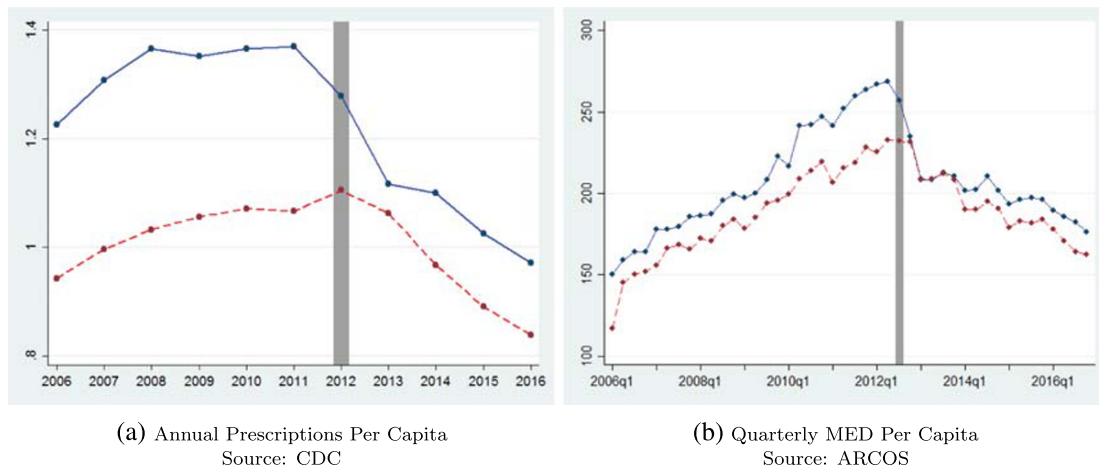 1.4
1.2
1
.8
2006 2007 2008 2009 2010 2011 2012 2013 2014 2015 2016
300
250
200
150
100
2006q1 2008q1 2010q1 2012q1 2014q1 2016q1
(a) Annual Prescriptions Per Capita
Source: CDC
(b) Quarterly MED Per Capita
Source: ARCOS